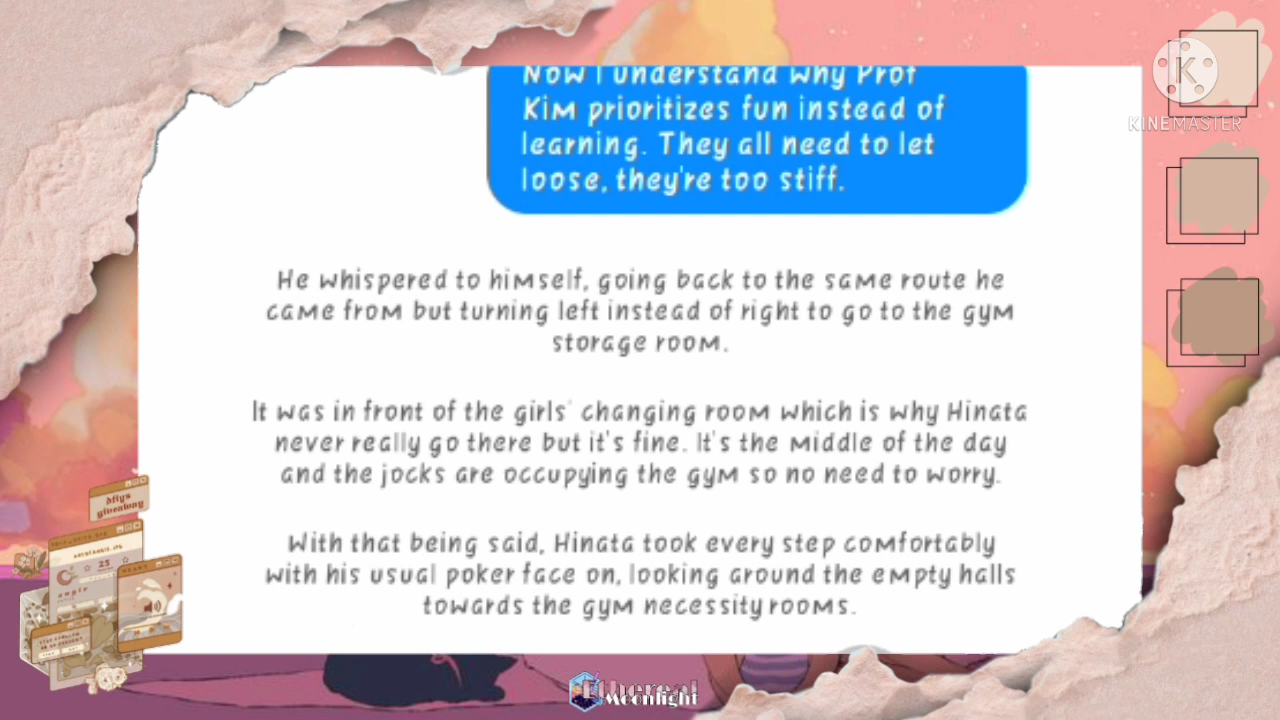 Now I understand why Prof
Kim prioritizes fun instead of
learning. They all need to let
loose, they're too stiff.
He whispered to himself, going back to the same route he
came from but turning left instead of right to go to the gym
storage room.
It was in front of the girls' changing room which is why Hinata
never really go there but it's fine. It's the middle of the day
and the jocks are occupying the gym so no need to worry.
With that being said, Hinata took every step comfortably
with his usual poker face on, looking around the empty halls
towards the gym necessity rooms.
K
KINEMASTER
giveaway
25
Ethereal
Moonlight